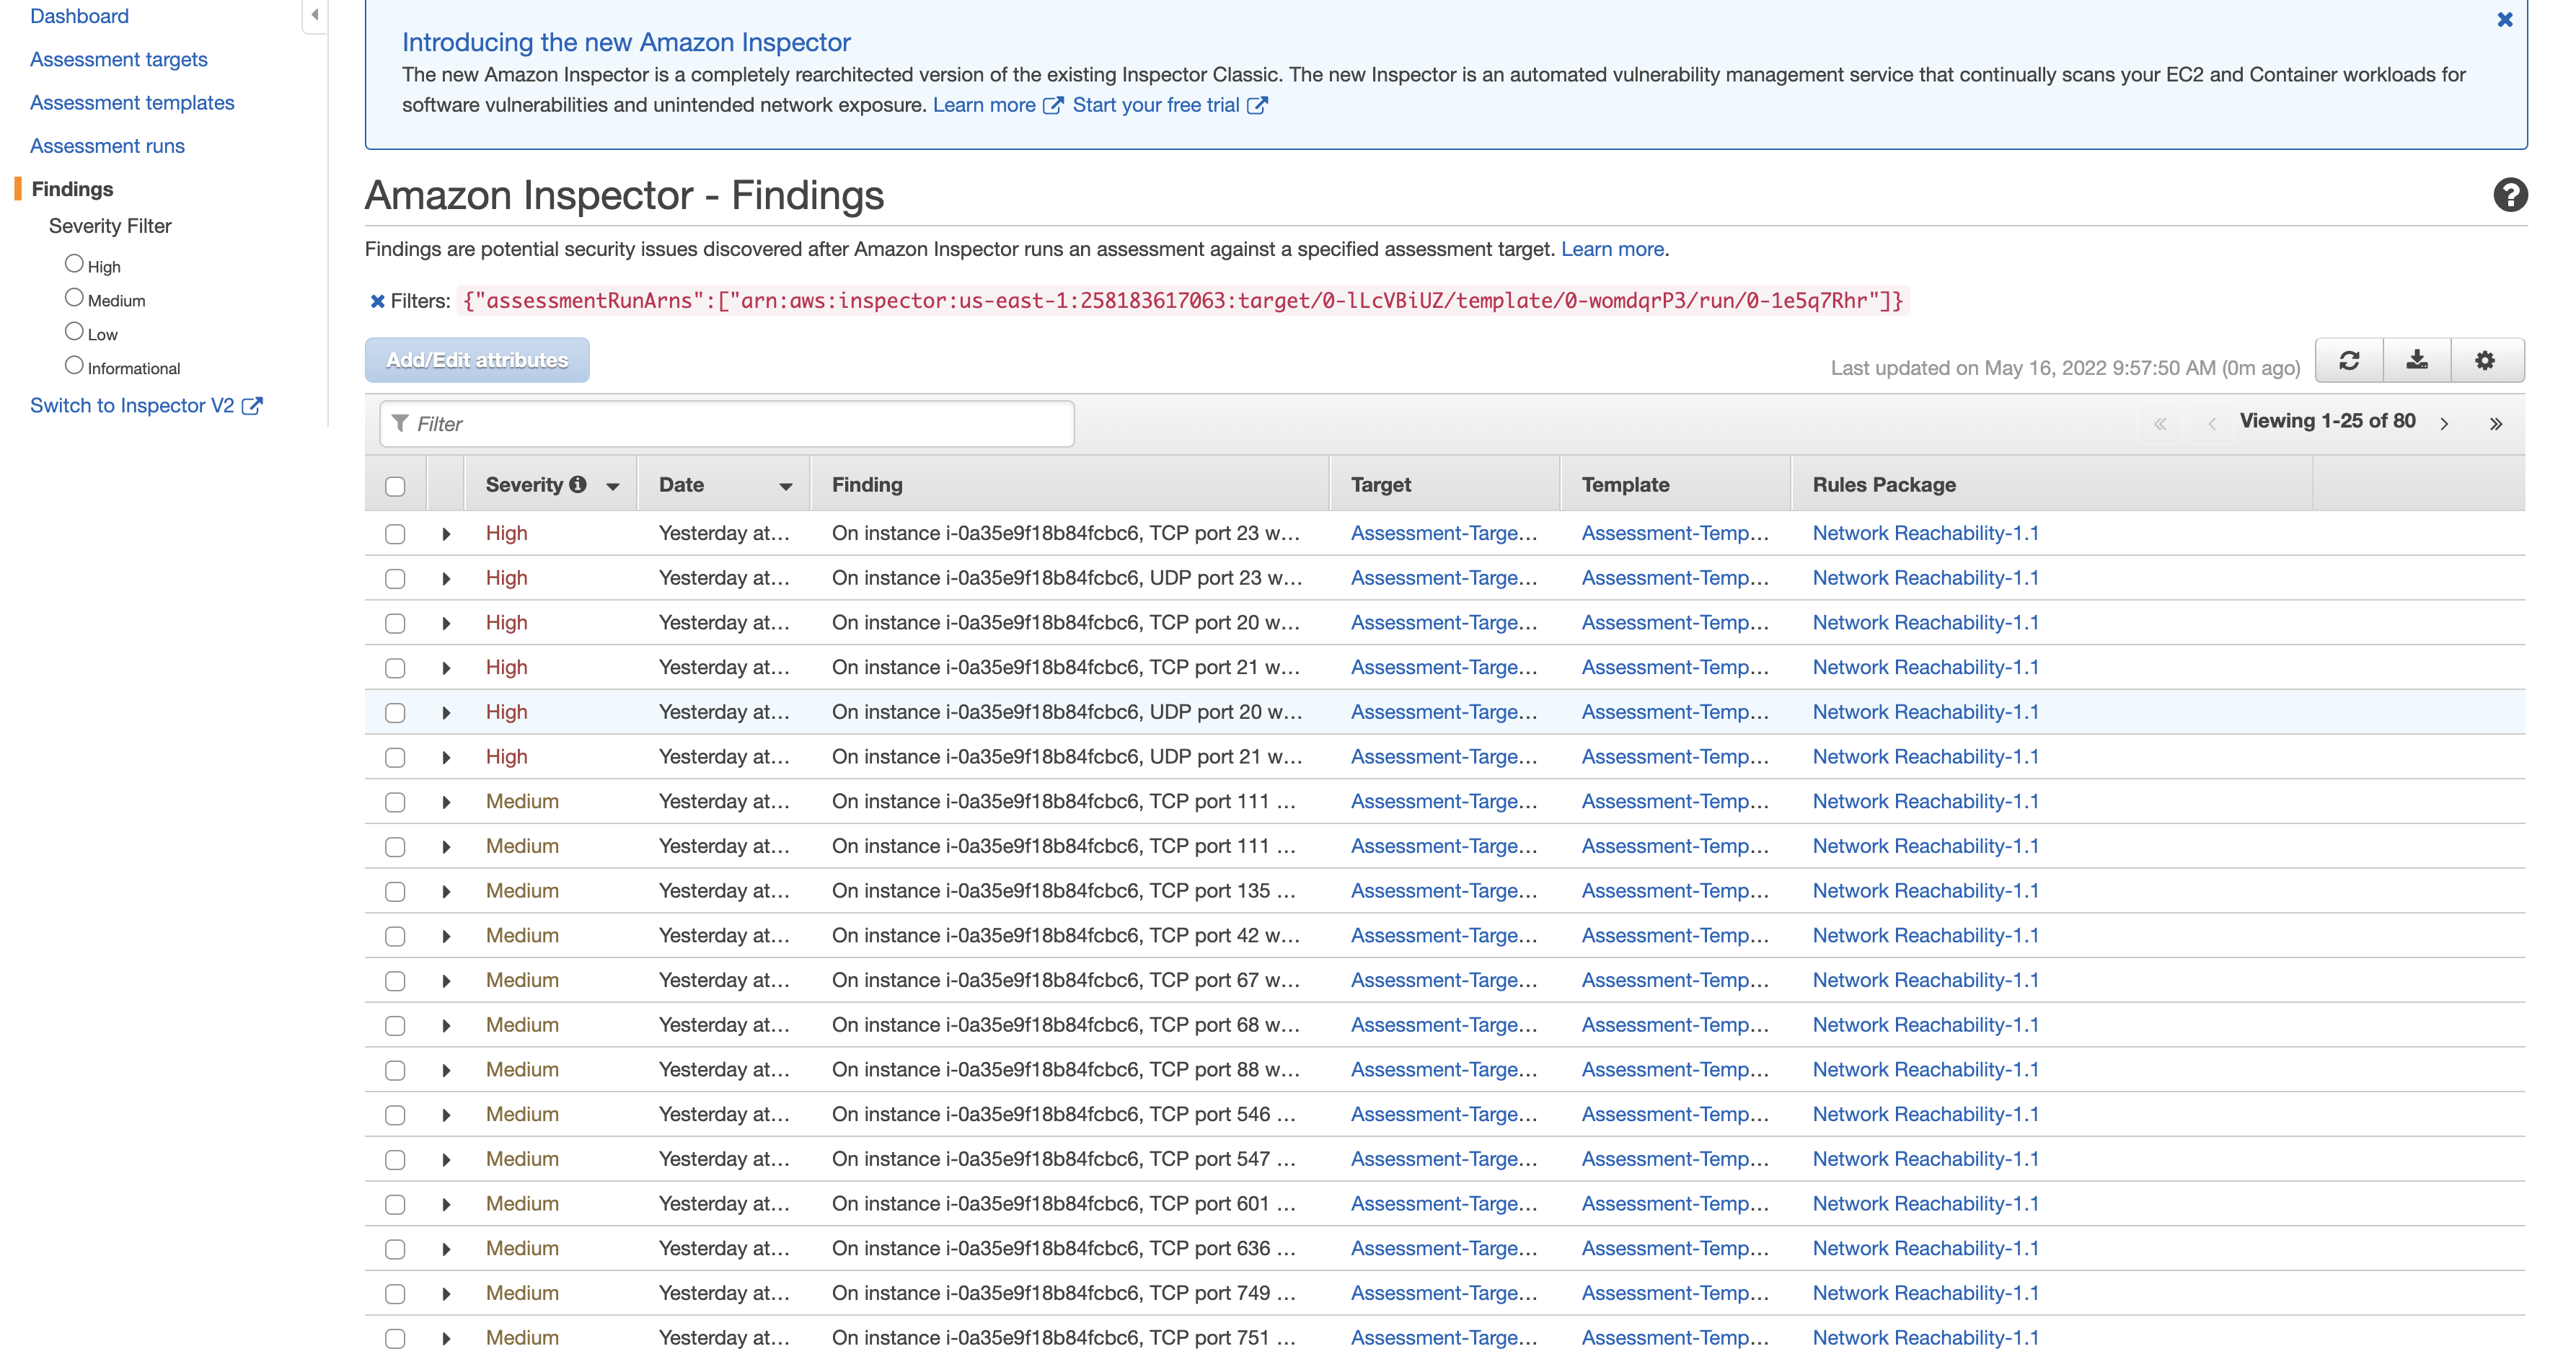 Dashboard
Assessment targets
Assessment templates
Assessment runs
Findings
Severity Filter
High
Medium
Low
Informational
Switch to Inspector V2
Introducing the new Amazon Inspector
The new Amazon Inspector is a completely rearchitected version of the existing Inspector Classic. The new Inspector is an automated vulnerability management service that continually scans your EC2 and Container workloads for
software vulnerabilities and unintended network exposure. Learn more Start your free trial
Amazon Inspector - Findings
Findings are potential security issues discovered after Amazon Inspector runs an assessment against a specified assessment target. Learn more.
Filters: {"assessmentRunArns":["arn:aws:inspector:us-east-1:258183617063:target/0-lLcVBiUZ/template/0-womdqrP3/run/0-1e5q7Rhr"]}
Add/Edit attributes
Last updated on May 16, 2022 9:57:50 AM (0m ago)
Filter
Viewing 1-25 of 80
Severity Date Finding Target Template Rules Package
High Yesterday at... On instance i-0a35e9f18b84fcbc6, TCP port 23 w... Assessment-Targe... Assessment-Temp... Network Reachability-1.1
High Yesterday at... On instance i-0a35e9f18b84fcbc6, UDP port 23 w... Assessment-Targe... Assessment-Temp... Network Reachability-1.1
High Yesterday at... On instance i-0a35e9f18b84fcbc6, TCP port 20 w... Assessment-Targe... Assessment-Temp... Network Reachability-1.1
High Yesterday at... On instance i-0a35e9f18b84fcbc6, TCP port 21 w... Assessment-Targe... Assessment-Temp... Network Reachability-1.1
High Yesterday at... On instance i-0a35e9f18b84fcbc6, UDP port 20 w... Assessment-Targe... Assessment-Temp... Network Reachability-1.1
High Yesterday at... On instance i-0a35e9f18b84fcbc6, UDP port 21 w... Assessment-Targe... Assessment-Temp... Network Reachability-1.1
Medium Yesterday at... On instance i-0a35e9f18b84fcbc6, TCP port 111 ... Assessment-Targe... Assessment-Temp... Network Reachability-1.1
Medium Yesterday at... On instance i-0a35e9f18b84fcbc6, TCP port 111 ... Assessment-Targe... Assessment-Temp... Network Reachability-1.1
Medium Yesterday at... On instance i-0a35e9f18b84fcbc6, TCP port 135 ... Assessment-Targe... Assessment-Temp... Network Reachability-1.1
Medium Yesterday at... On instance i-0a35e9f18b84fcbc6, TCP port 42 w... Assessment-Targe... Assessment-Temp... Network Reachability-1.1
Medium Yesterday at... On instance i-0a35e9f18b84fcbc6, TCP port 67 w... Assessment-Targe... Assessment-Temp... Network Reachability-1.1
Medium Yesterday at... On instance i-0a35e9f18b84fcbc6, TCP port 68 w... Assessment-Targe... Assessment-Temp... Network Reachability-1.1
Medium Yesterday at... On instance i-0a35e9f18b84fcbc6, TCP port 88 w... Assessment-Targe... Assessment-Temp... Network Reachability-1.1
Medium Yesterday at... On instance i-0a35e9f18b84fcbc6, TCP port 546 ... Assessment-Targe... Assessment-Temp... Network Reachability-1.1
Medium Yesterday at... On instance i-0a35e9f18b84fcbc6, TCP port 547 ... Assessment-Targe... Assessment-Temp... Network Reachability-1.1
Medium Yesterday at... On instance i-0a35e9f18b84fcbc6, TCP port 601 ... Assessment-Targe... Assessment-Temp... Network Reachability-1.1
Medium Yesterday at... On instance i-0a35e9f18b84fcbc6, TCP port 636 ... Assessment-Targe... Assessment-Temp... Network Reachability-1.1
Medium Yesterday at... On instance i-0a35e9f18b84fcbc6, TCP port 749 ... Assessment-Targe... Assessment-Temp... Network Reachability-1.1
Medium Yesterday at... On instance i-0a35e9f18b84fcbc6, TCP port 751 ... Assessment-Targe... Assessment-Temp... Network Reachability-1.1